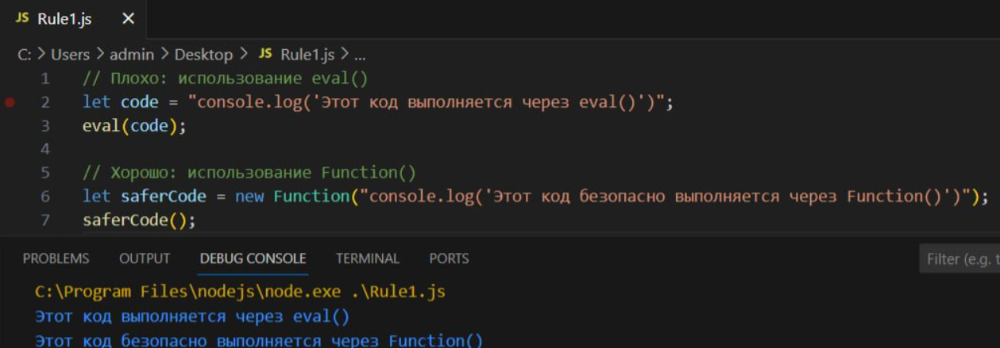 JS Rule1.js ×
C: > Users > admin > Desktop > JS Rule1.js > ...
1 // Плохо: использование eval()
2 let code = "console.log('Этот код выполняется через eval()')";
3 eval(code);
4
5 // Хорошо: использование Function()
6 let saferCode = new Function("console.log('Этот код безопасно выполняется через Function()')");
7 saferCode();
PROBLEMS OUTPUT DEBUG CONSOLE TERMINAL PORTS Filter (e.g. t
C:\Program Files\nodejs\node.exe .\Rule1.js
Этот код выполняется через eval()
Этот код безопасно выполняется через Function()